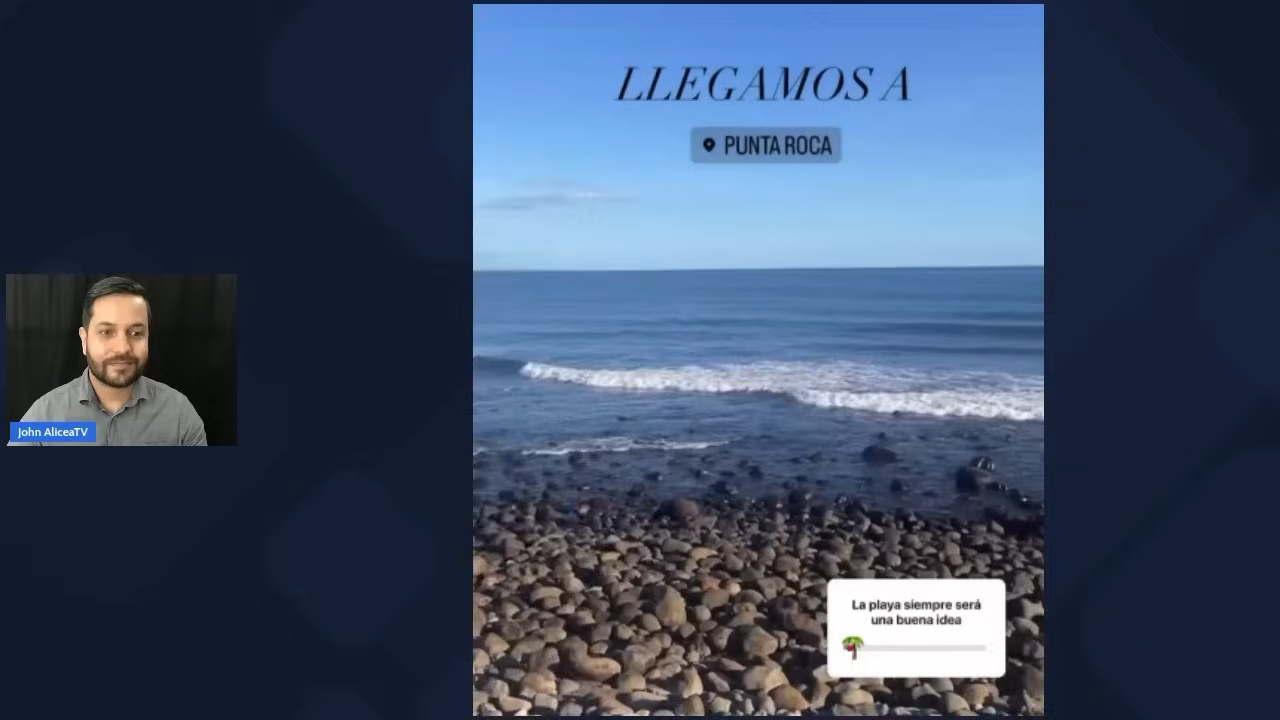 LLEGAMOS A
PUNTA ROCA
La playa siempre será
una buena idea
John AliceaTV